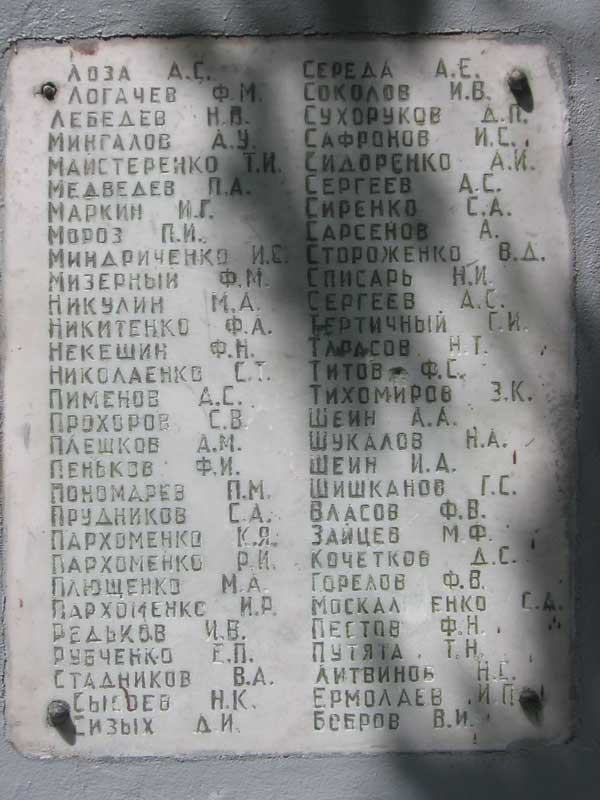 Лоза А.С.
Логачев Ф.М.
Лебедев Н.В.
Мингалов А.У.
Майстеренко Т.И.
Медведев П.А.
Маркин И.Г.
Мороз П.И.
Миндриченко И.С.
Мизерный Ф.М.
Никулин М.А.
Никитенко Ф.А.
Некешин Ф.Н.
Николаенко С.Т.
Пименов Д.С.
Прохоров С.В.
Плешков А.М.
Пеньков Ф.И.
Пономарев П.М.
Прудников С.А.
Пархоменко К.Я.
Пархоменко Р.И.
Плющенко М.А.
Пархоменко И.Р.
Редьков И.В.
Рубченко Е.П.
Стадников В.А.
Сысоев Н.К.
Сизых Д.И.
Середа А.Е.
Соколов И.В.
Сухоруков Д.П.
Сафронов И.С.
Сидоренко А.И.
Сергеев А.С.
Сиренко С.А.
Сарсенов А.
Стороженко В.Д.
Списарь Н.И.
Сергеев А.С.
Тертичный Г.И.
Тарасов Н.Т.
Титов Ф.С.
Тихомиров З.К.
Шеин А.А.
Шукалов Н.А.
Шеин И.А.
Шишканов Г.С.
Власов Ф.В.
Зайцев М.Ф.
Кочетков Д.С.
Горелов Ф.В.
Москаленко С.А.
Пестов Ф.Н.
Путята Т.Н.
Литвинов Н.С.
Ермолаев И.П.
Бобров В.И.